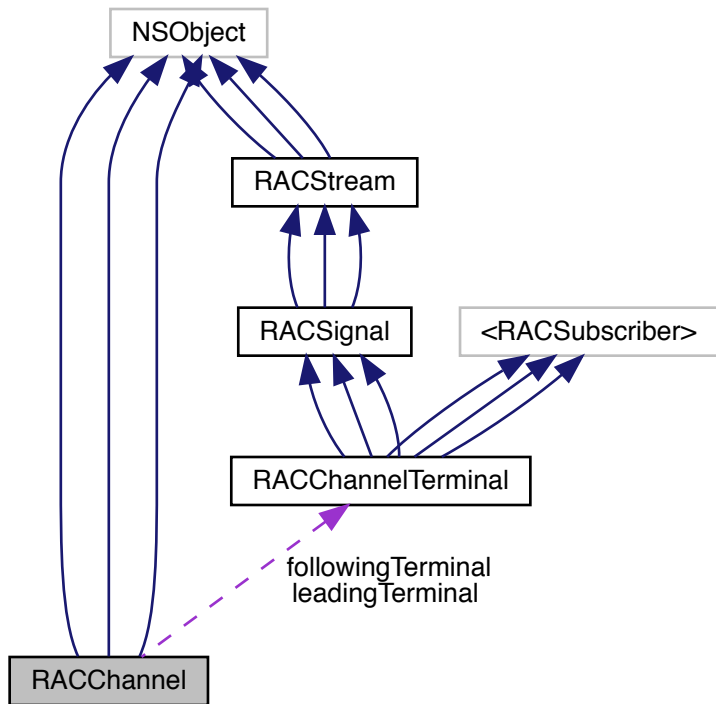 NSObject
RACStream
RACSignal
<RACSubscriber>
RACChannelTerminal
followingTerminal
leadingTerminal
RACChannel